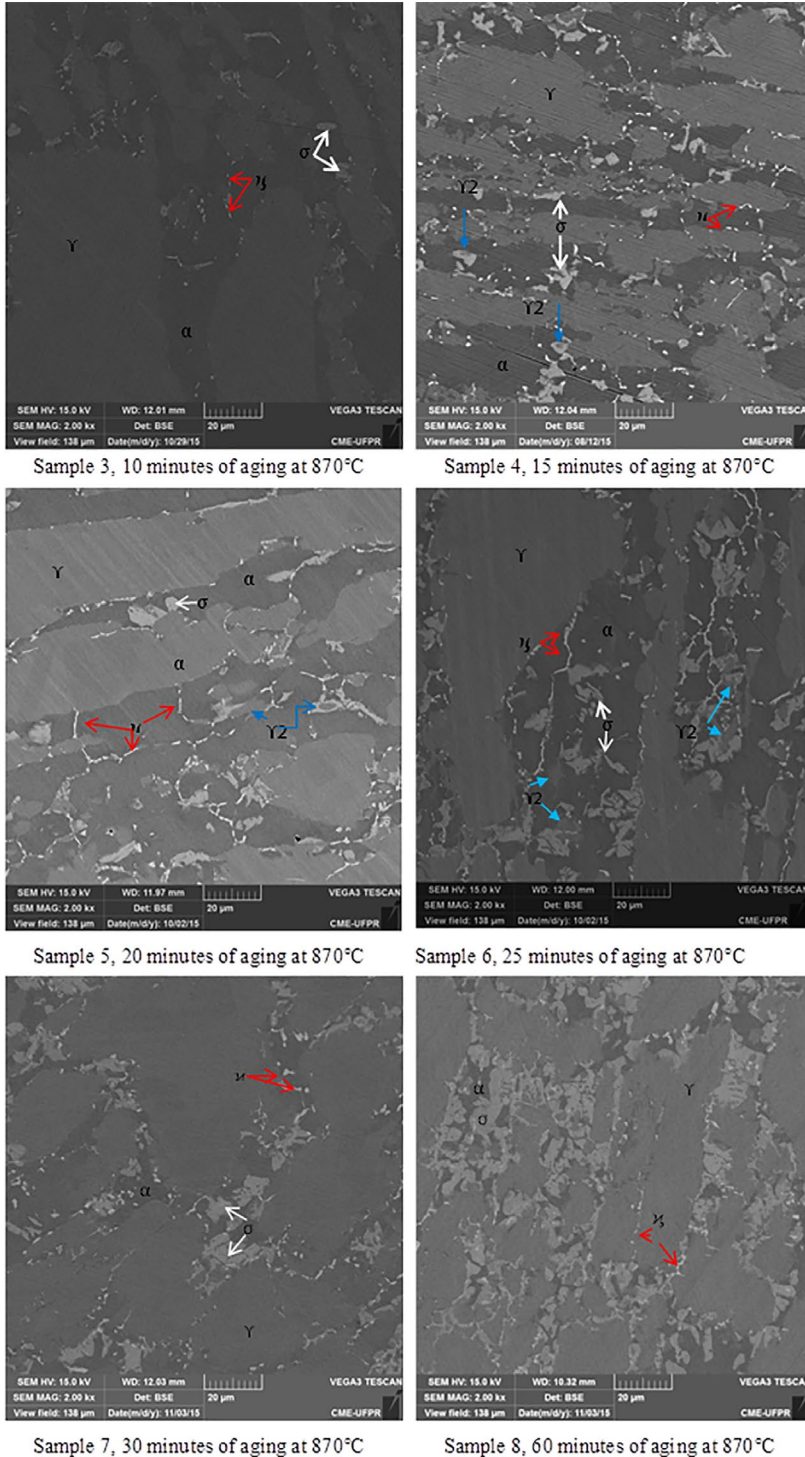 σ
ϒ
α
SEM HV: 15.0 kV WD: 12.01 mm VEGA3 TESCAN
SEM MAG: 2.00 kx Det: BSE 20 µm
View field: 138 µm Date(m/d/y): 10/29/15 CME-UFPR
Sample 3, 10 minutes of aging at 870°C
ϒ
ϒ2
σ
ϒ2
α
SEM HV: 15.0 kV WD: 12.04 mm VEGA3 TESCAN
SEM MAG: 2.00 kx Det: BSE 20 µm
View field: 138 µm Date(m/d/y): 08/12/15 CME-UFPR
Sample 4, 15 minutes of aging at 870°C
ϒ
α
σ
α
ϒ2
SEM HV: 15.0 kV WD: 11.97 mm VEGA3 TESCAN
SEM MAG: 2.00 kx Det: BSE 20 µm
View field: 138 µm Date(m/d/y): 10/02/15 CME-UFPR
Sample 5, 20 minutes of aging at 870°C
ϒ
α
σ
ϒ2
ϒ2
SEM HV: 15.0 kV WD: 12.00 mm VEGA3 TESCAN
SEM MAG: 2.00 kx Det: BSE 20 µm
View field: 138 µm Date(m/d/y): 10/02/15 CME-UFPR
Sample 6, 25 minutes of aging at 870°C
α
σ
ϒ
SEM HV: 15.0 kV WD: 12.03 mm VEGA3 TESCAN
SEM MAG: 2.00 kx Det: BSE 20 µm
View field: 138 µm Date(m/d/y): 11/03/15 CME-UFPR
Sample 7, 30 minutes of aging at 870°C
α
ϒ
σ
SEM HV: 15.0 kV WD: 10.32 mm VEGA3 TESCAN
SEM MAG: 2.00 kx Det: BSE 20 µm
View field: 138 µm Date(m/d/y): 11/03/15 CME-UFPR
Sample 8, 60 minutes of aging at 870°C